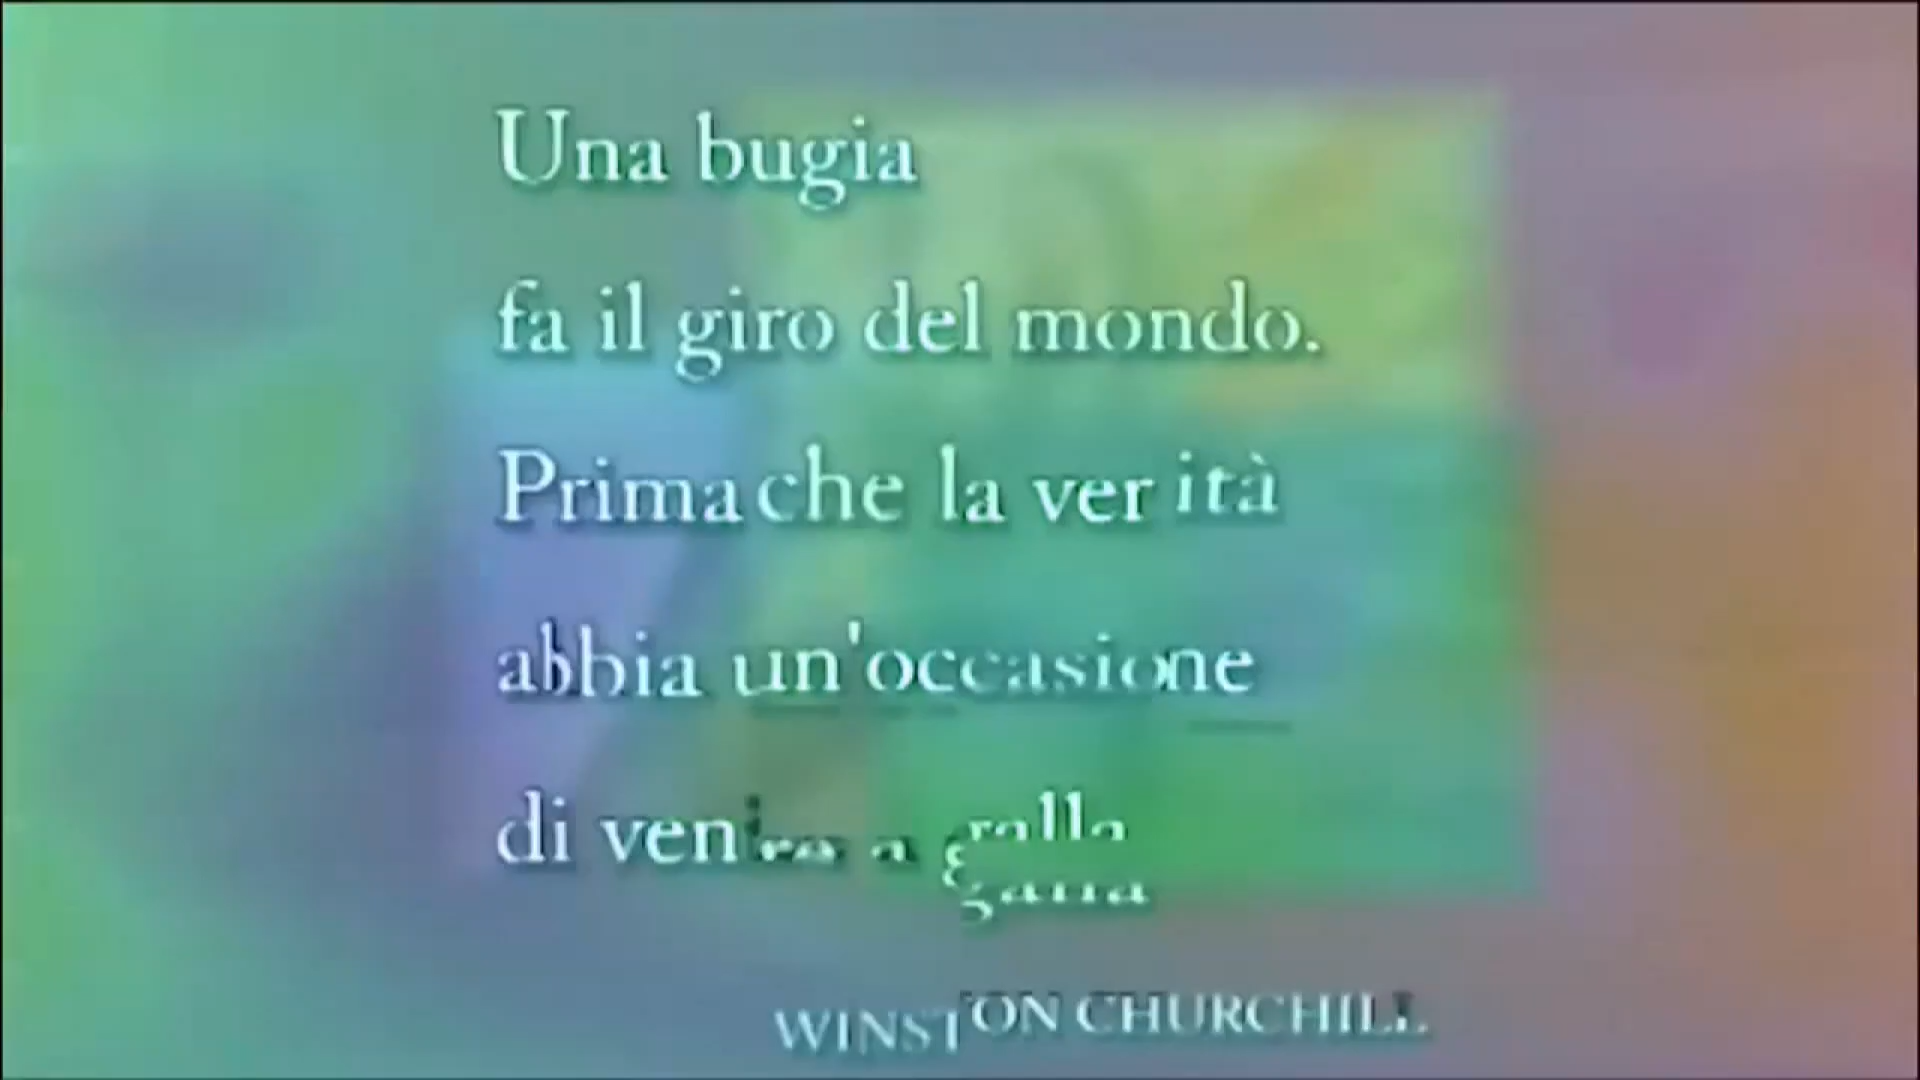 Una bugia
fa il giro del mondo.
Prima che la verità
abbia un'occasione
di venire a galla
WINSTON CHURCHILL.